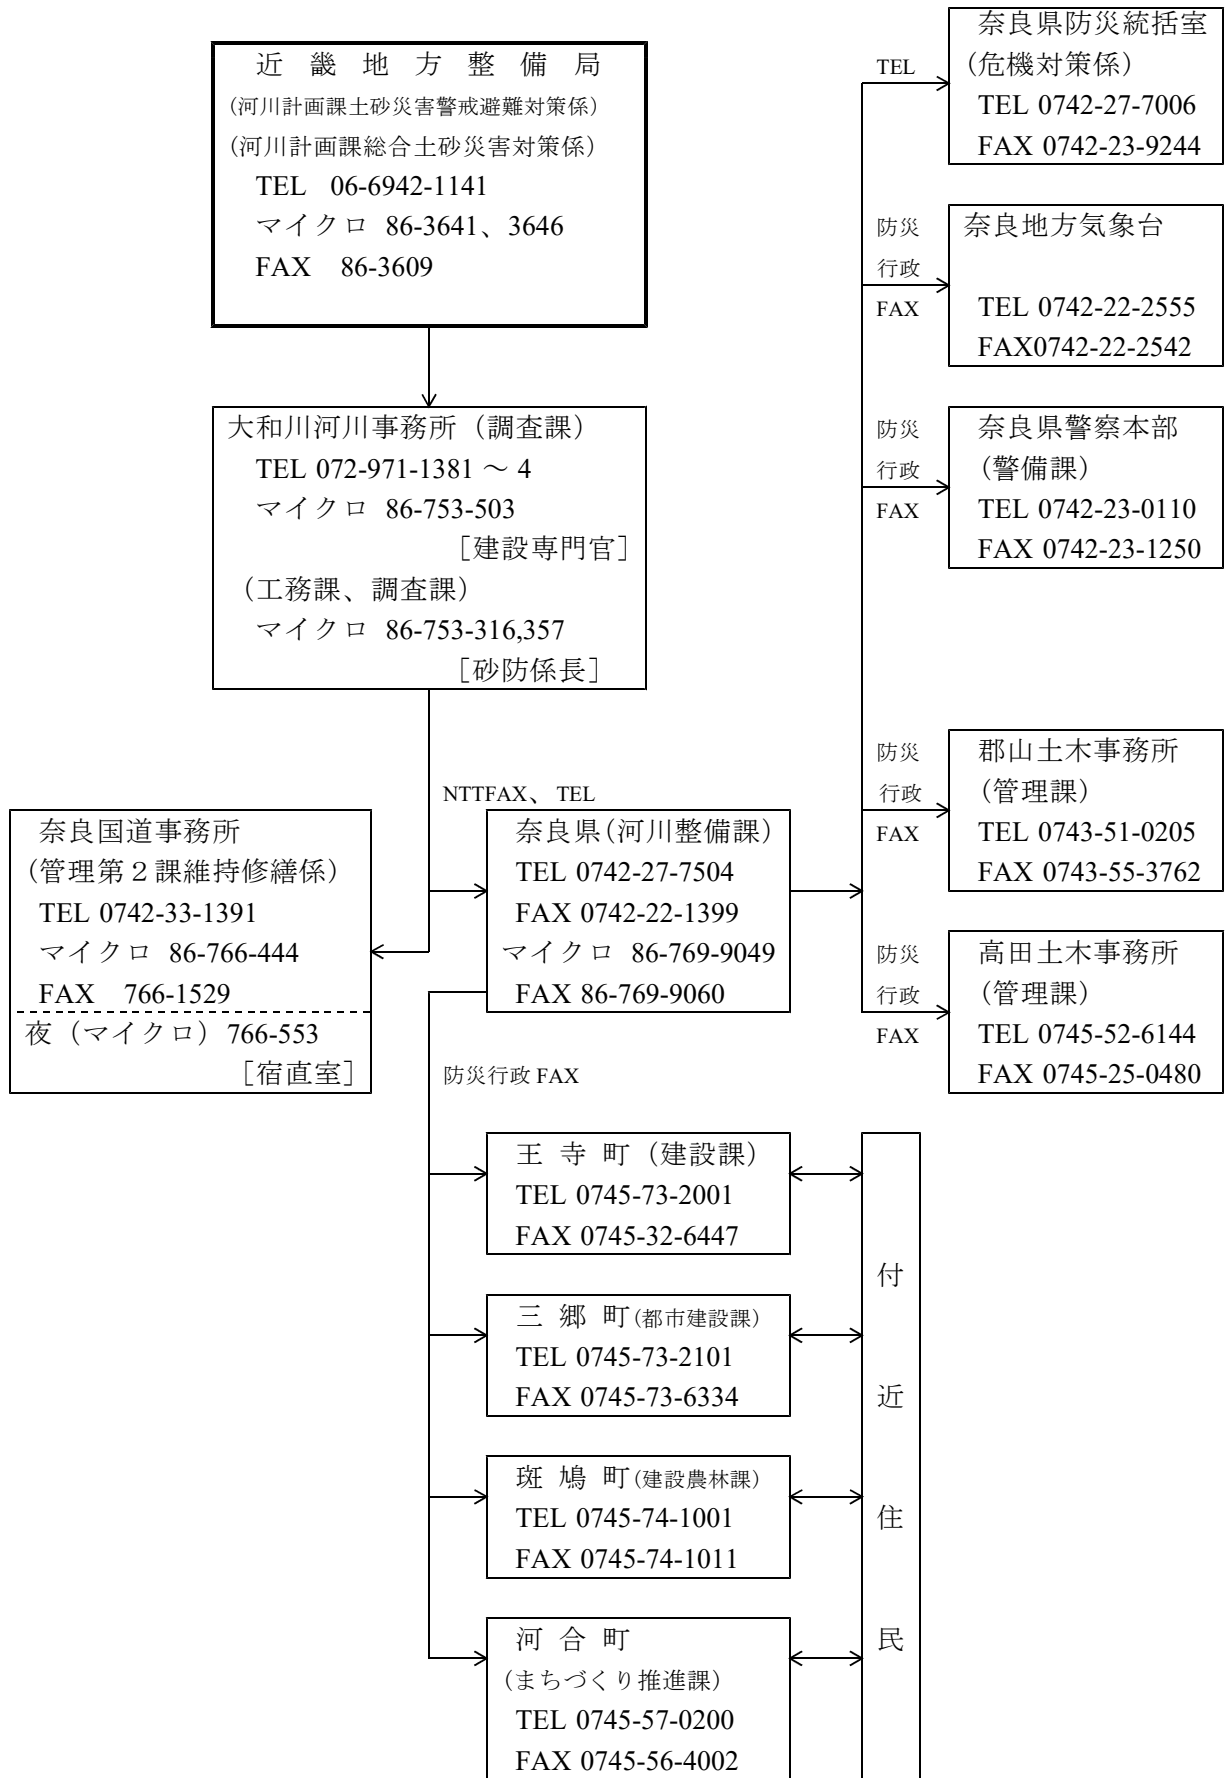 近畿地方整備局
(河川計画課土砂災害警戒避難対策係)
(河川計画課総合土砂災害対策係)
TEL 06-6942-1141
マイクロ 86-3641、3646
FAX 86-3609
大和川河川事務所（調査課）
TEL 072-971-1381 ～ 4
マイクロ 86-753-503
［建設専門官］
（工務課、調査課）
マイクロ 86-753-316,357
［砂防係長］
奈良国道事務所
(管理第２課維持修繕係)
TEL 0742-33-1391
マイクロ 86-766-444
FAX 766-1529
夜（マイクロ）766-553
［宿直室］
NTTFAX、 TEL
奈良県(河川整備課)
TEL 0742-27-7504
FAX 0742-22-1399
マイクロ 86-769-9049
FAX 86-769-9060
防災行政 FAX
王 寺 町（建設課）
TEL 0745-73-2001
FAX 0745-32-6447
三 郷 町(都市建設課)
TEL 0745-73-2101
FAX 0745-73-6334
斑 鳩 町(建設農林課)
TEL 0745-74-1001
FAX 0745-74-1011
河 合 町
(まちづくり推進課)
TEL 0745-57-0200
FAX 0745-56-4002
付近住民
TEL
奈良県防災統括室
(危機対策係)
TEL 0742-27-7006
FAX 0742-23-9244
防災
行政
FAX
奈良地方気象台
TEL 0742-22-2555
FAX0742-22-2542
防災
行政
FAX
奈良県警察本部
(警備課)
TEL 0742-23-0110
FAX 0742-23-1250
防災
行政
FAX
郡山土木事務所
(管理課)
TEL 0743-51-0205
FAX 0743-55-3762
防災
行政
FAX
高田土木事務所
(管理課)
TEL 0745-52-6144
FAX 0745-25-0480